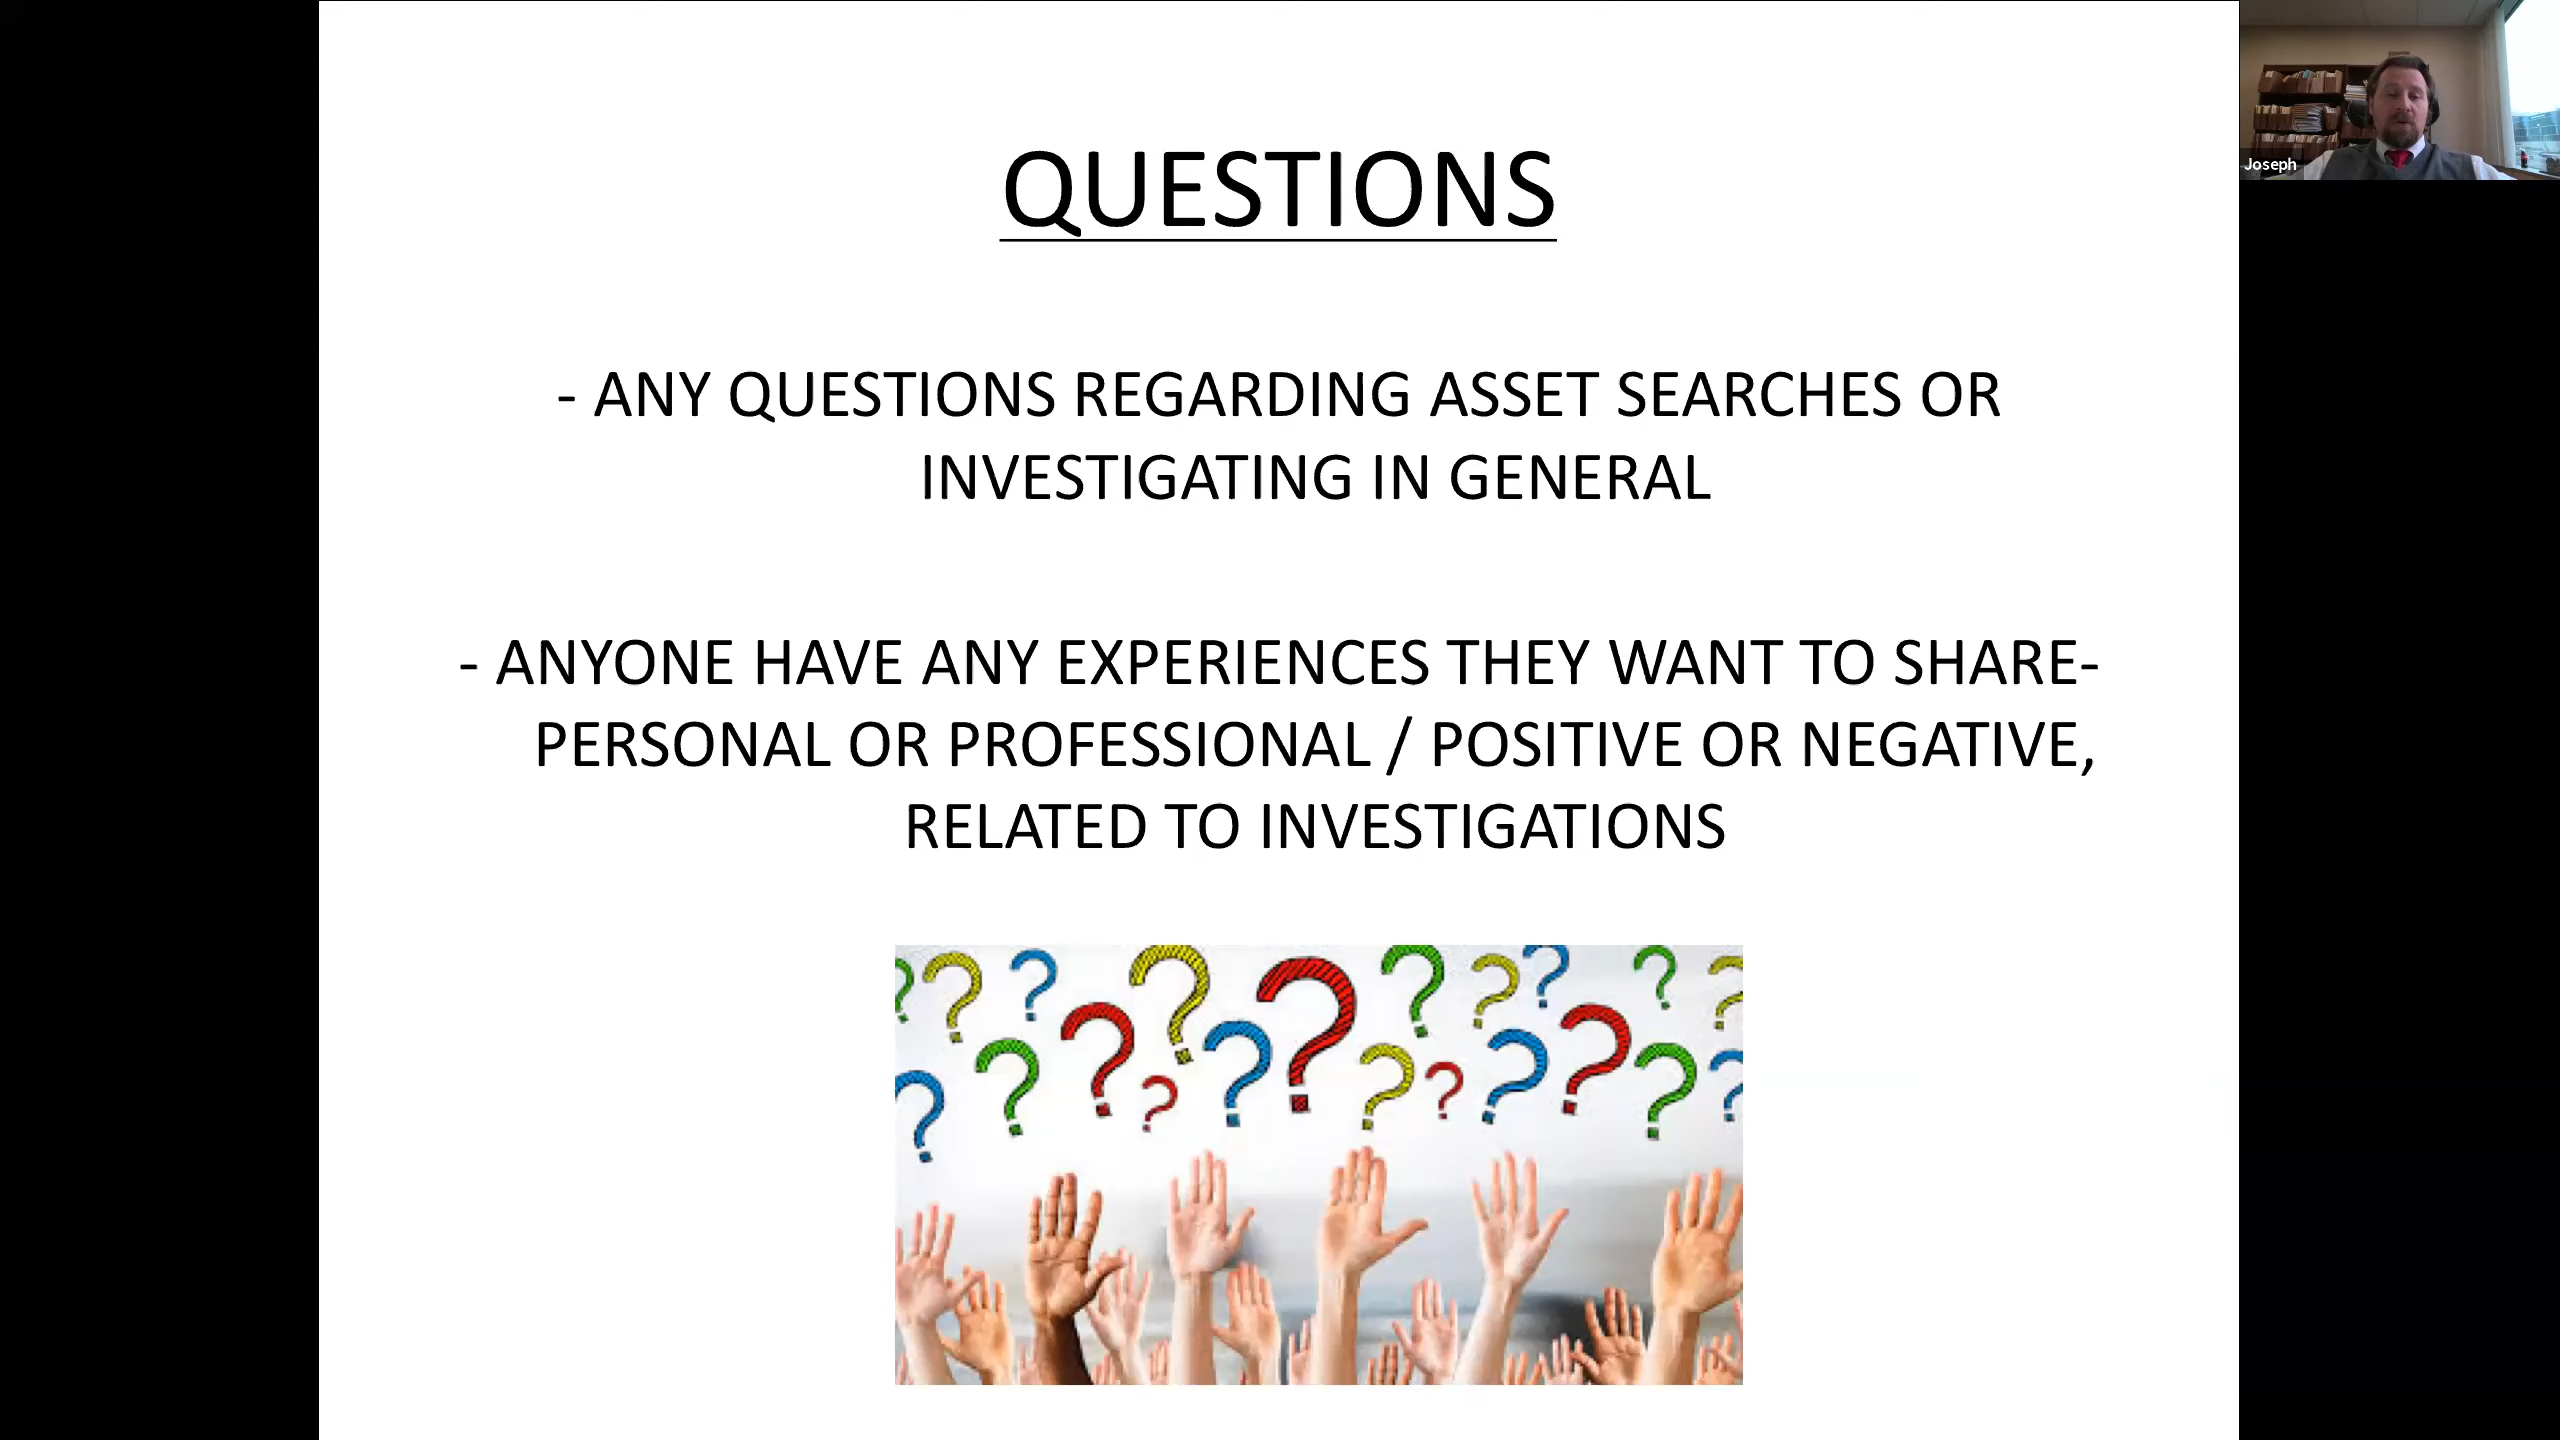 QUESTIONS
- ANY QUESTIONS REGARDING ASSET SEARCHES OR
INVESTIGATING IN GENERAL
- ANYONE HAVE ANY EXPERIENCES THEY WANT TO SHARE-
PERSONAL OR PROFESSIONAL / POSITIVE OR NEGATIVE,
RELATED TO INVESTIGATIONS
Joseph